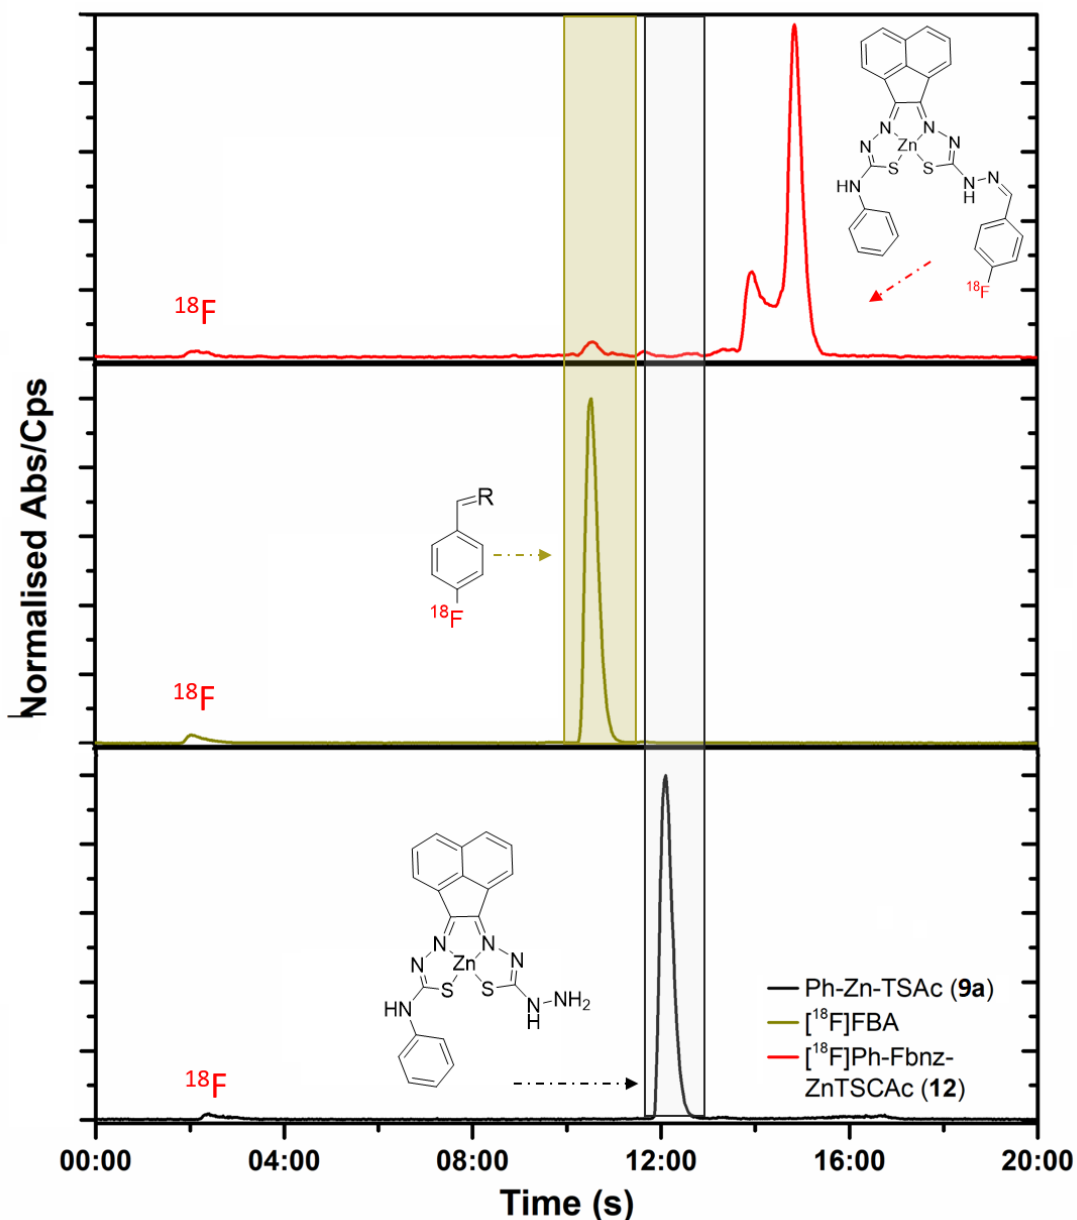 N
N
N
Zn
N
S
S
HN
N
H
N
¹⁸F
¹⁸F
R
¹⁸F
¹⁸F
N
N
N
Zn
N
S
S
HN
N
H
NH₂
¹⁸F
Ph-Zn-TSAc (9a)
[¹⁸F]FBA
[¹⁸F]Ph-Fbnz-
ZnTSCAc (12)
Normalised Abs/Cps
00:00 04:00 08:00 12:00 16:00 20:00
Time (s)